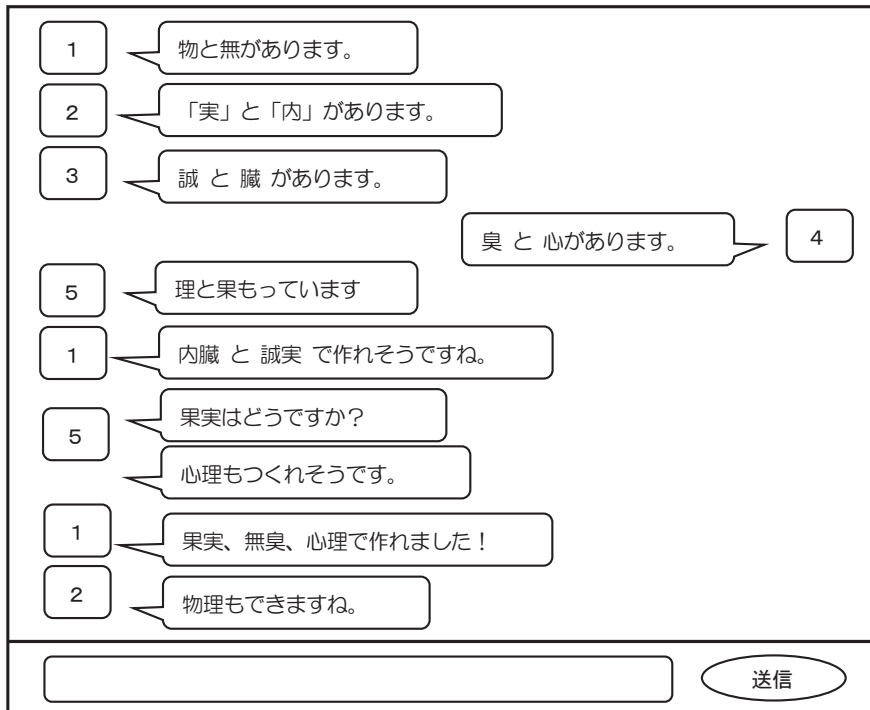 1
物と無があります。
2
「実」と「内」があります。
3
誠 と 臓 があります。
臭 と 心があります。
4
5
理と果もっています
1
内臓 と 誠実 で作れそうですね。
5
果実はどうですか？
心理もつくれそうです。
1
果実、無臭、心理で作れました！
2
物理もできますね。
送信